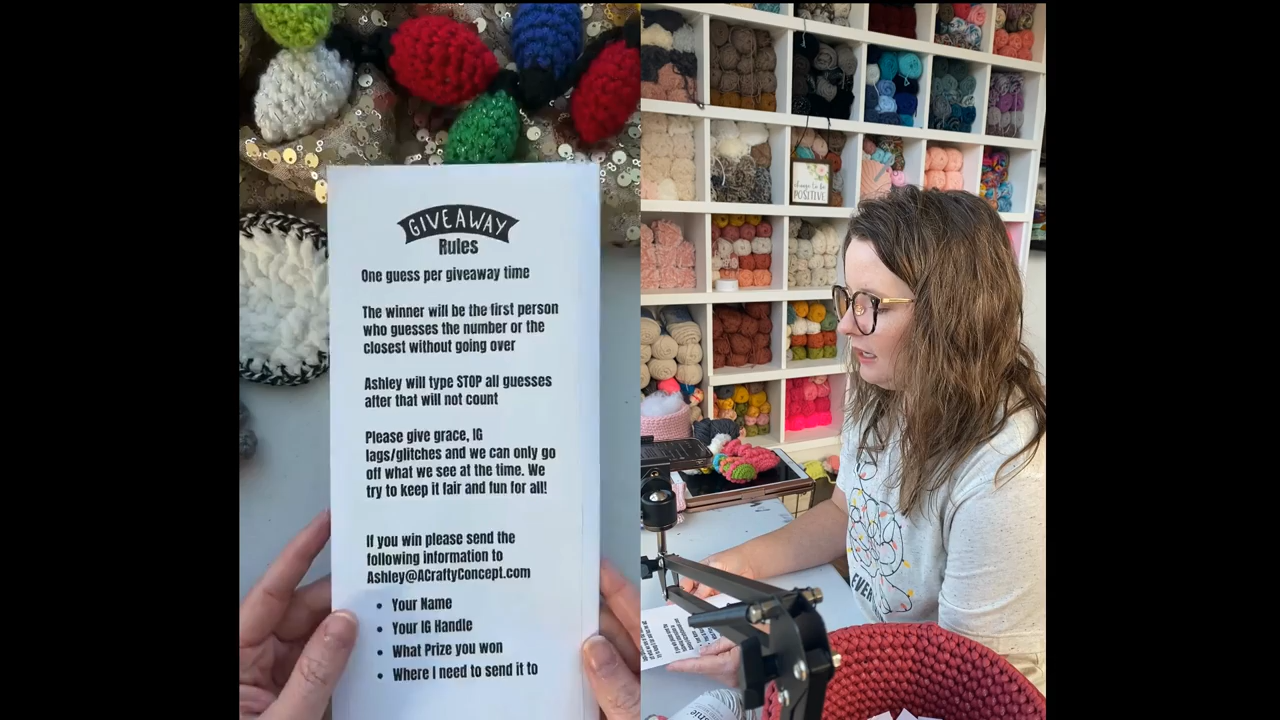 GIVEAWAY
Rules
One guess per giveaway time
The winner will be the first person
who guesses the number or the
closest without going over
Ashley will type STOP all guesses
after that will not count
Please give grace, IG
lags/glitches and we can only go
off what we see at the time. We
try to keep it fair and fun for all!
If you win please send the
following information to
Ashley@ACraftyConcept.com
• Your Name
• Your IG Handle
• What Prize you won
• Where I need to send it to
POSITIVE
EVER